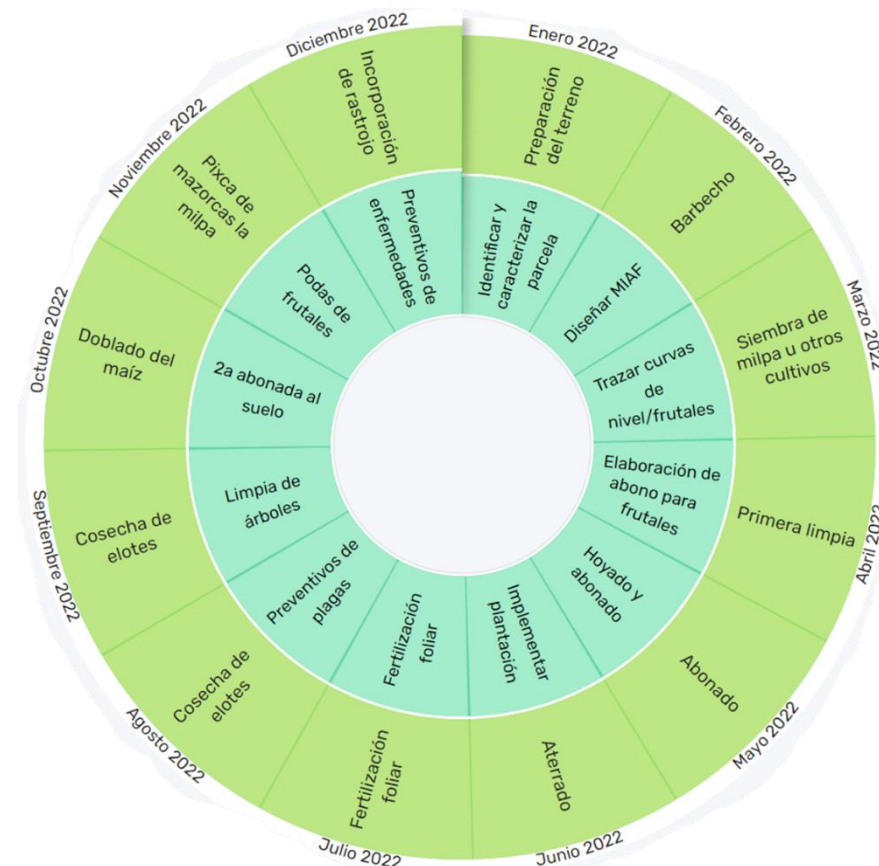 Enero 2022
Preparación
del terreno
Identificar y
caracterizar la
parcela
Febrero 2022
Barbecho
Diseñar MIAF
Marzo 2022
Siembra de
milpa u otros
cultivos
Trazar curvas
de
nivel/frutales
Abril 2022
Primera limpia
Elaboración de
abono para
frutales
Mayo 2022
Abonado
Hoyado y
abonado
Junio 2022
Aterrado
Implementar
plantación
Julio 2022
Fertilización
foliar
Fertilización
foliar
Agosto 2022
Cosecha de
elotes
Preventivos de
plagas
Septiembre 2022
Cosecha de
elotes
Limpia de
árboles
Octubre 2022
Doblado del
maíz
2a abonada al
suelo
Noviembre 2022
Pixca de
mazorcas la
milpa
Podas de
frutales
Diciembre 2022
Incorporación
de rastrojo
Preventivos de
enfermedades